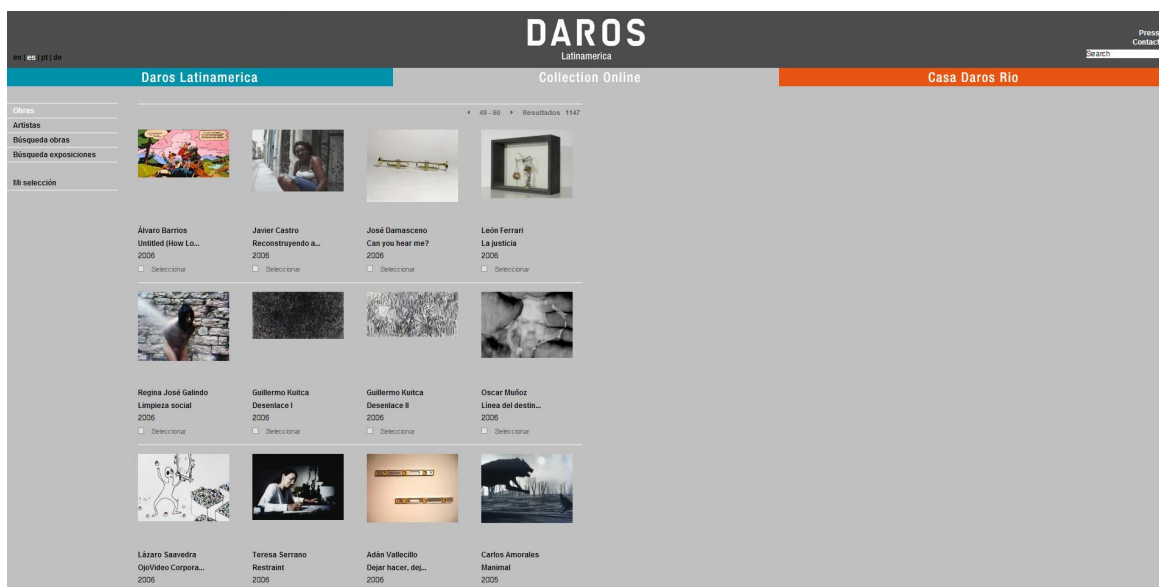 DAROS
Latinamerica
Press
Contact
Search
en | es | pt | de
Daros Latinamerica
Collection Online
Casa Daros Rio
Obras
Artistas
Búsqueda obras
Búsqueda exposiciones
Mi selección
49 - 60 Resultados 1147
Álvaro Barrios
Untitled (How Lo...
2006
Seleccionar
Javier Castro
Reconstruyendo a...
2006
Seleccionar
José Damasceno
Can you hear me?
2006
Seleccionar
León Ferrari
La justicia
2006
Seleccionar
Regina José Galindo
Limpieza social
2006
Seleccionar
Guillermo Kuitca
Desenlace I
2006
Seleccionar
Guillermo Kuitca
Desenlace II
2006
Seleccionar
Oscar Muñoz
Línea del destin...
2006
Seleccionar
Lázaro Saavedra
OjoVideo Corpora...
2006
Teresa Serrano
Restraint
2006
Adán Vallecillo
Dejar hacer, dej...
2006
Carlos Amorales
Manimal
2005